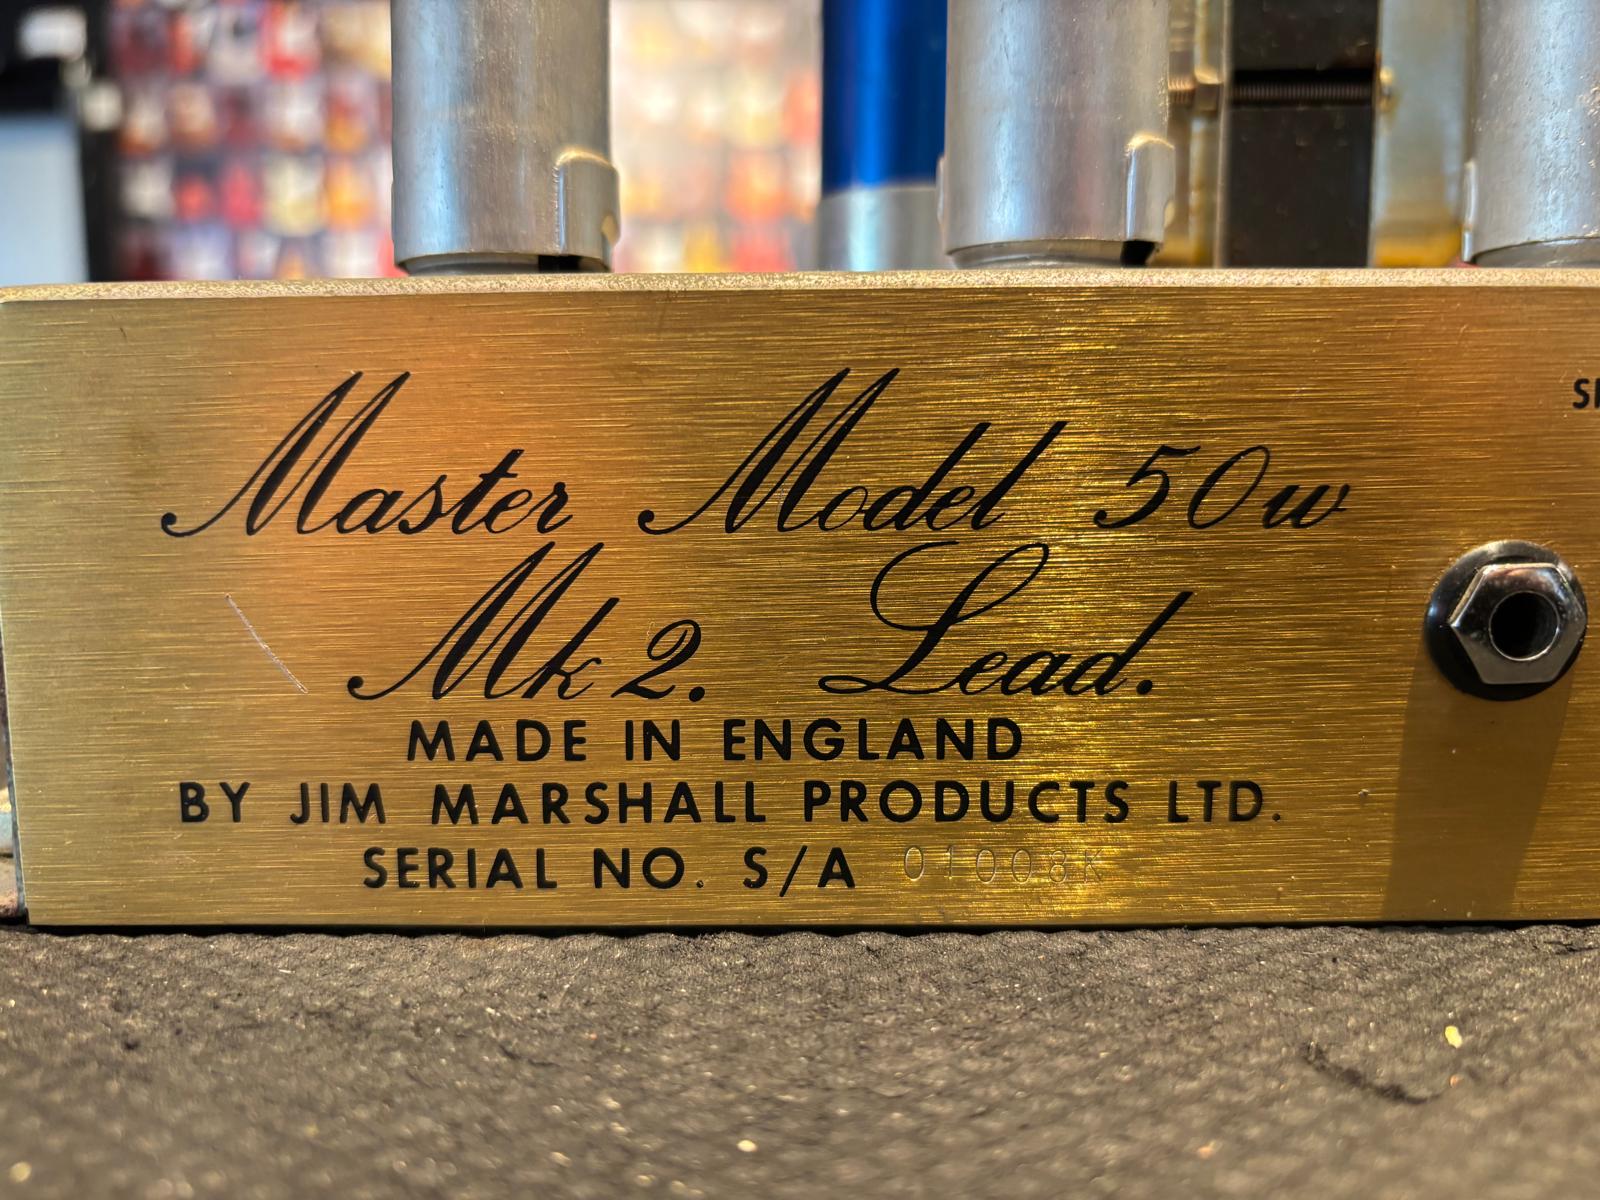 Master Model 50w
Mk 2. Lead.
MADE IN ENGLAND
BY JIM MARSHALL PRODUCTS LTD.
SERIAL NO. S/A 01008K